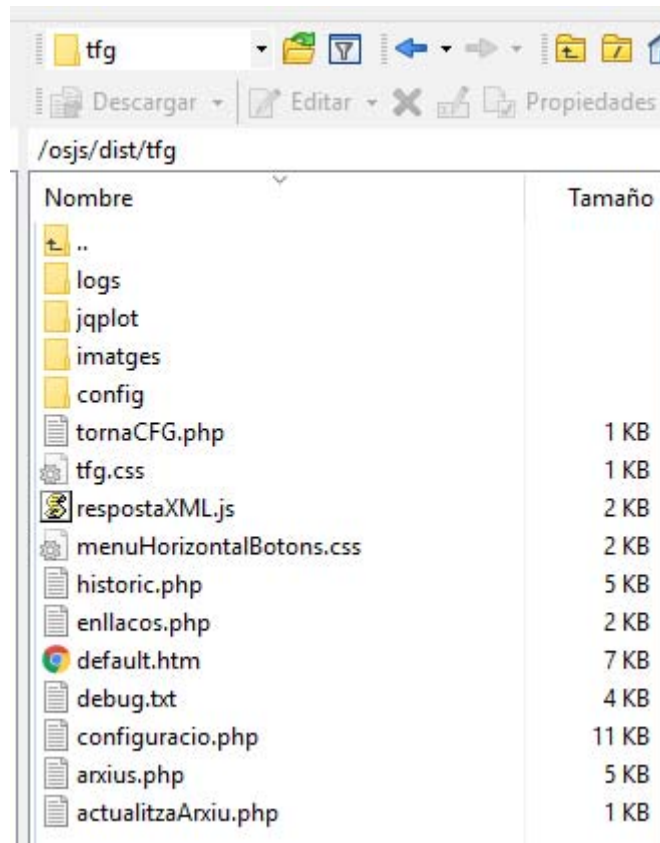 tfg
Descargar Editar Propiedades
/osjs/dist/tfg
Nombre Tamaño
..
logs
jqplot
imatges
config
tornaCFG.php 1 KB
tfg.css 1 KB
respostaXML.js 2 KB
menuHorizontalBotons.css 2 KB
historic.php 5 KB
enllacos.php 2 KB
default.htm 7 KB
debug.txt 4 KB
configuracio.php 11 KB
arxius.php 5 KB
actualitzaArxiu.php 1 KB